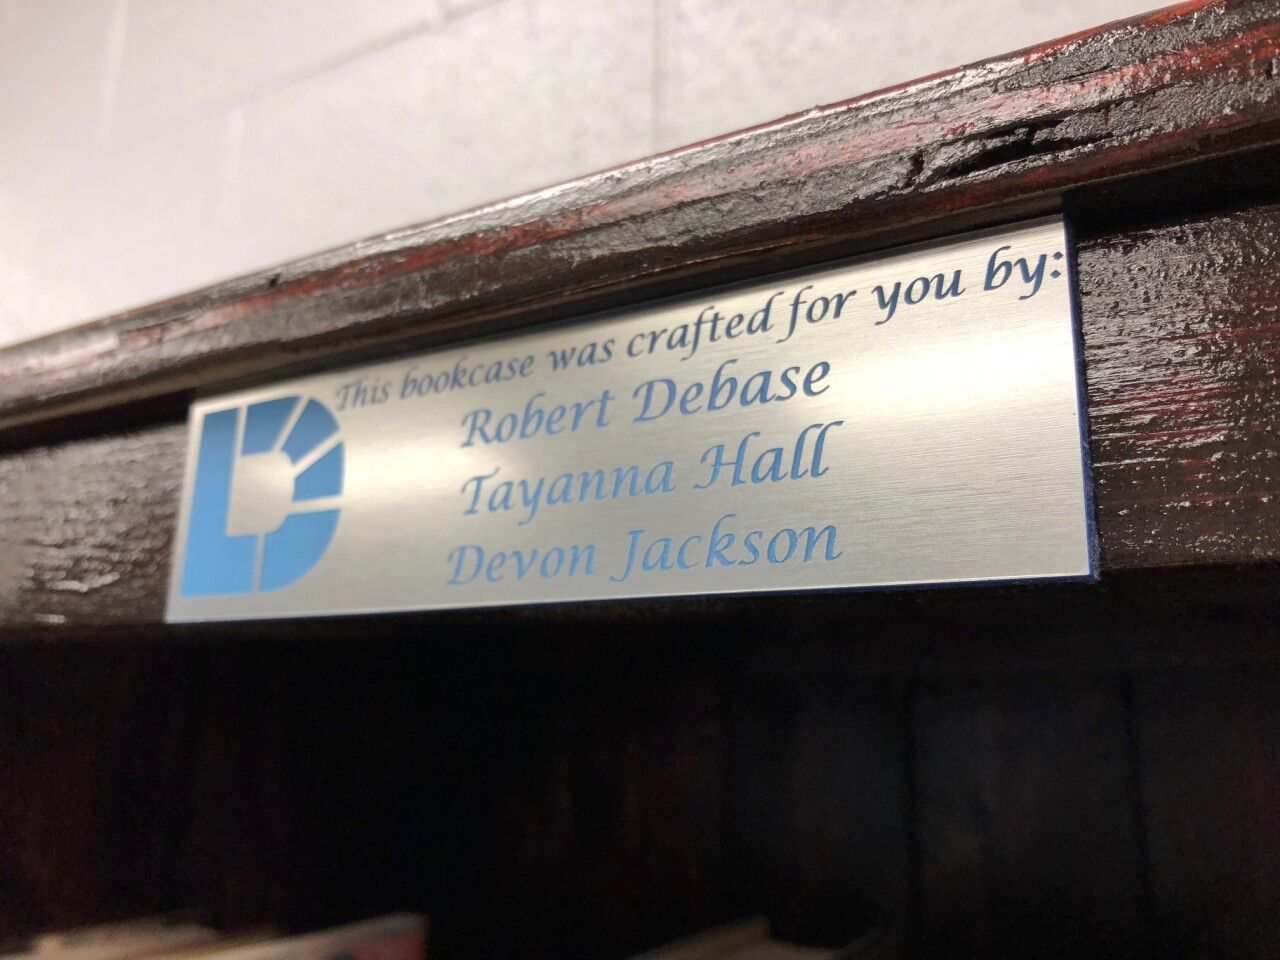 This bookcase was crafted for you by:
Robert Debase
Tayanna Hall
Devon Jackson